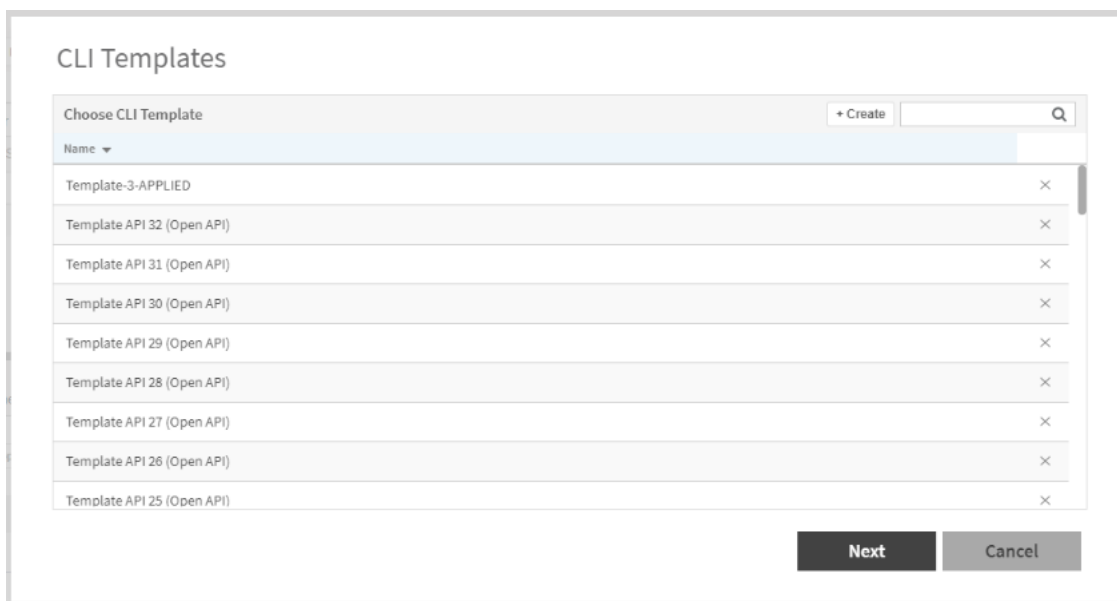 CLI Templates
Choose CLI Template
+ Create
Name
Template-3-APPLIED
Template API 32 (Open API)
Template API 31 (Open API)
Template API 30 (Open API)
Template API 29 (Open API)
Template API 28 (Open API)
Template API 27 (Open API)
Template API 26 (Open API)
Template API 25 (Open API)
Next
Cancel